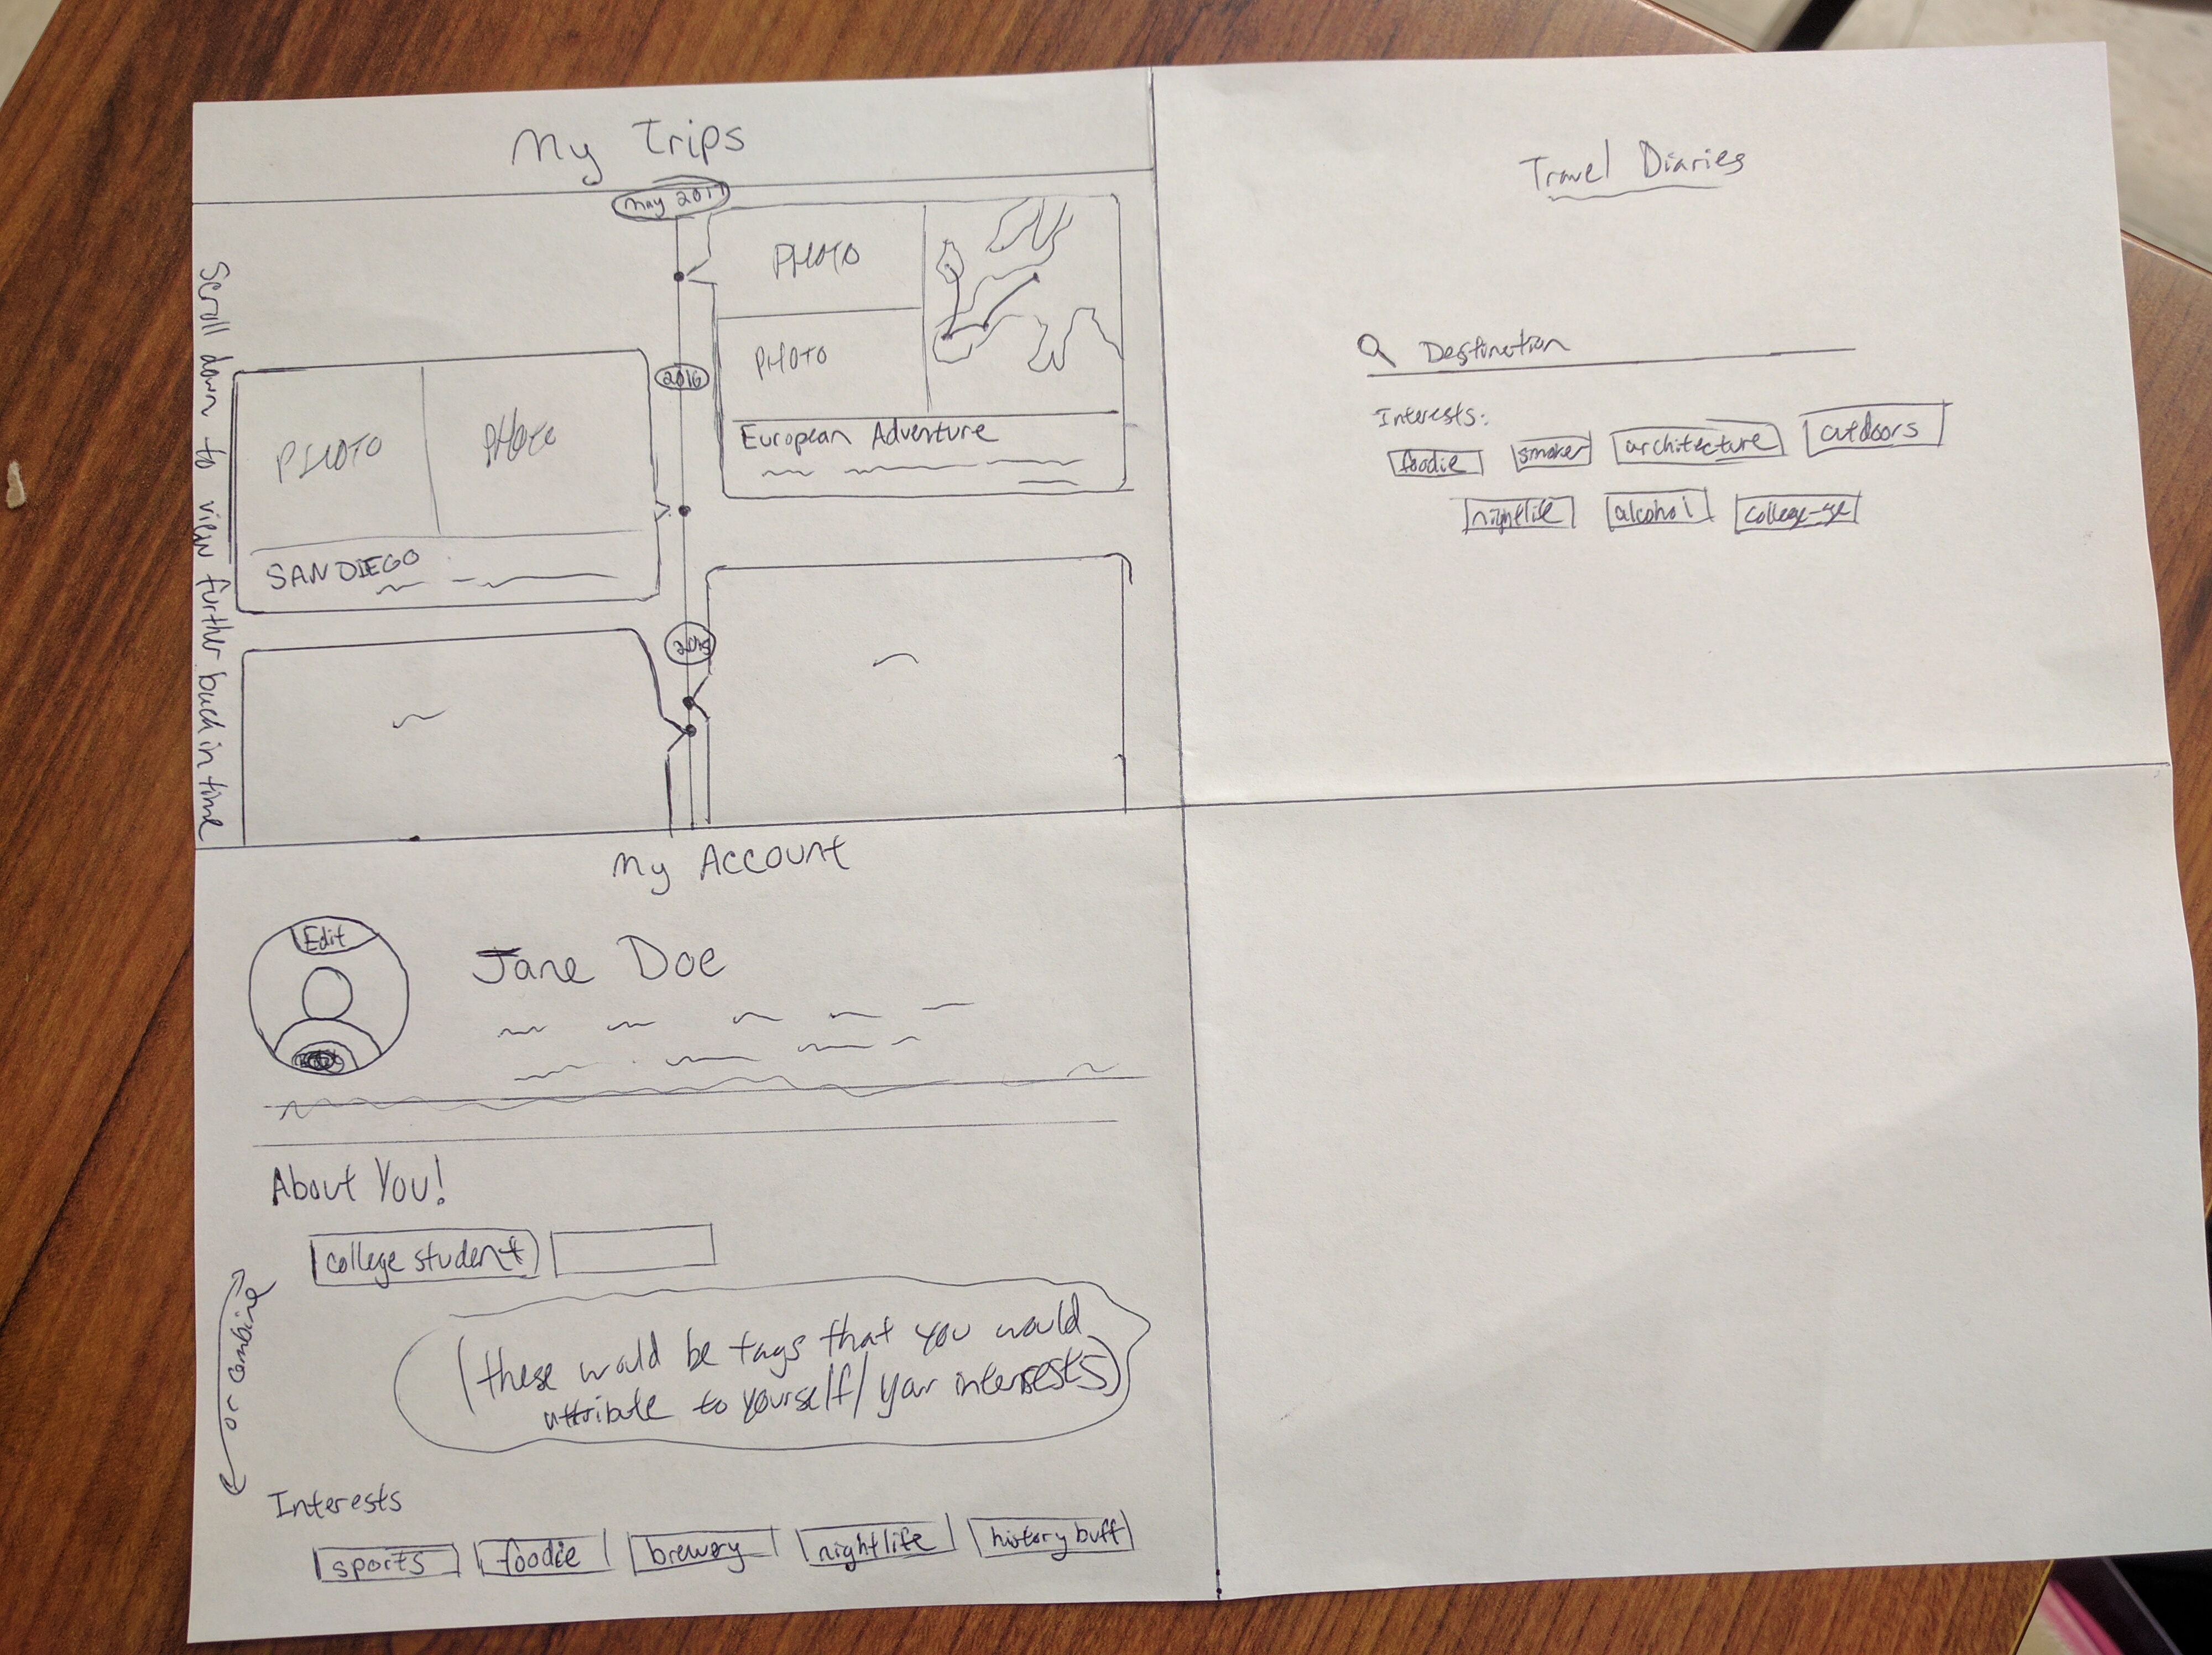 My Trips
May 2017
PHOTO
PHOTO
European Adventure
2016
PHOTO
PHOTO
SAN DIEGO
2015
Scroll down to view further back in time
Travel Diaries
Destination
Interests:
foodie smoker architecture outdoors
nightlife alcohol college-age
My Account
Edit
Jane Doe
About You!
college student
(these would be tags that you would
attribute to yourself/your interests)
or combine
Interests
sports foodie brewery nightlife history buff